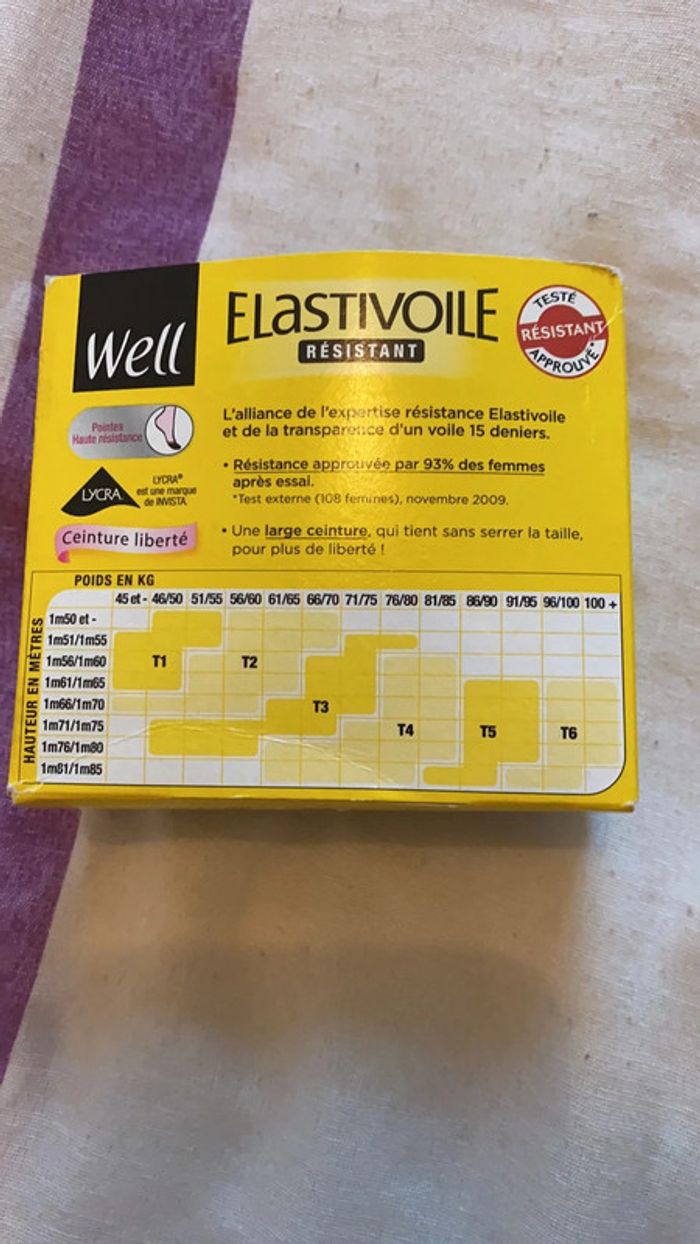 Well
ELaSTIVOILE
RÉSISTANT
TESTÉ
RÉSISTANT
APPROUVÉ*
Pointes
Haute résistance
L'alliance de l'expertise résistance Elastivoile
et de la transparence d'un voile 15 deniers.
LYCRA
LYCRA®
est une marque
de INVISTA
• Résistance approuvée par 93% des femmes
après essai.
*Test externe (108 femmes), novembre 2009.
Ceinture liberté
• Une large ceinture, qui tient sans serrer la taille,
pour plus de liberté !
POIDS EN KG
45 et - 46/50 51/55 56/60 61/65 66/70 71/75 76/80 81/85 86/90 91/95 96/100 100 +
HAUTEUR EN MÈTRES
1m50 et -
1m51/1m55
1m56/1m60 T1 T2
1m61/1m65
1m66/1m70 T3
1m71/1m75 T4 T5 T6
1m76/1m80
1m81/1m85